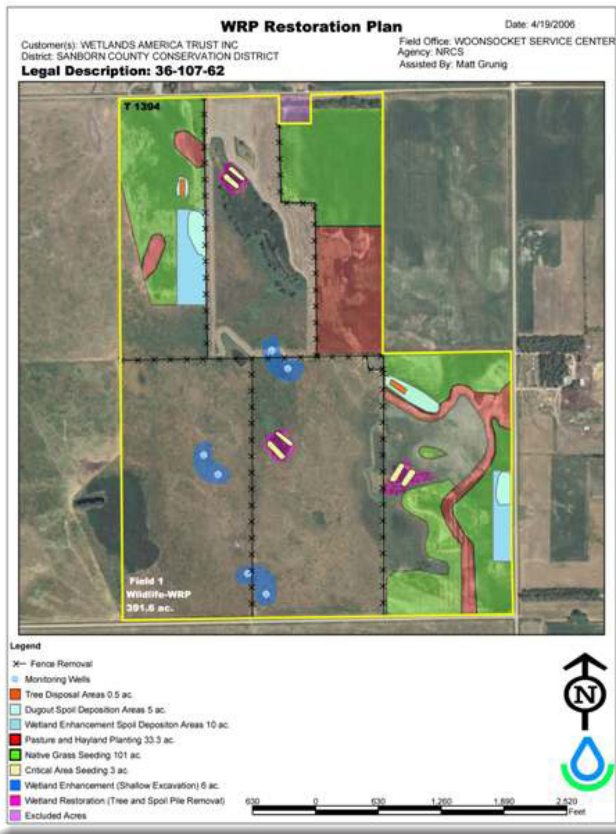 WRP Restoration Plan
Date: 4/19/2006
Customer(s): WETLANDS AMERICA TRUST INC
District: SANBORN COUNTY CONSERVATION DISTRICT
Legal Description: 36-107-62
Field Office: WOONSOCKET SERVICE CENTER
Agency: NRCS
Assisted By: Matt Grunig
T 1394
Field 1
Wildlife-WRP
391.6 ac.
Legend
Fence Removal
Monitoring Wells
Tree Disposal Areas 0.5 ac.
Dugout Spoil Deposition Areas 5 ac.
Wetland Enhancement Spoil Depositon Areas 10 ac.
Pasture and Hayland Planting 33.3 ac.
Native Grass Seeding 101 ac.
Critical Area Seeding 3 ac.
Wetland Enhancement (Shallow Excavation) 6 ac.
Wetland Restoration (Tree and Spoil Pile Removal)
Excluded Acres
N
630 0 630 1,260 1,890 2,520
Feet